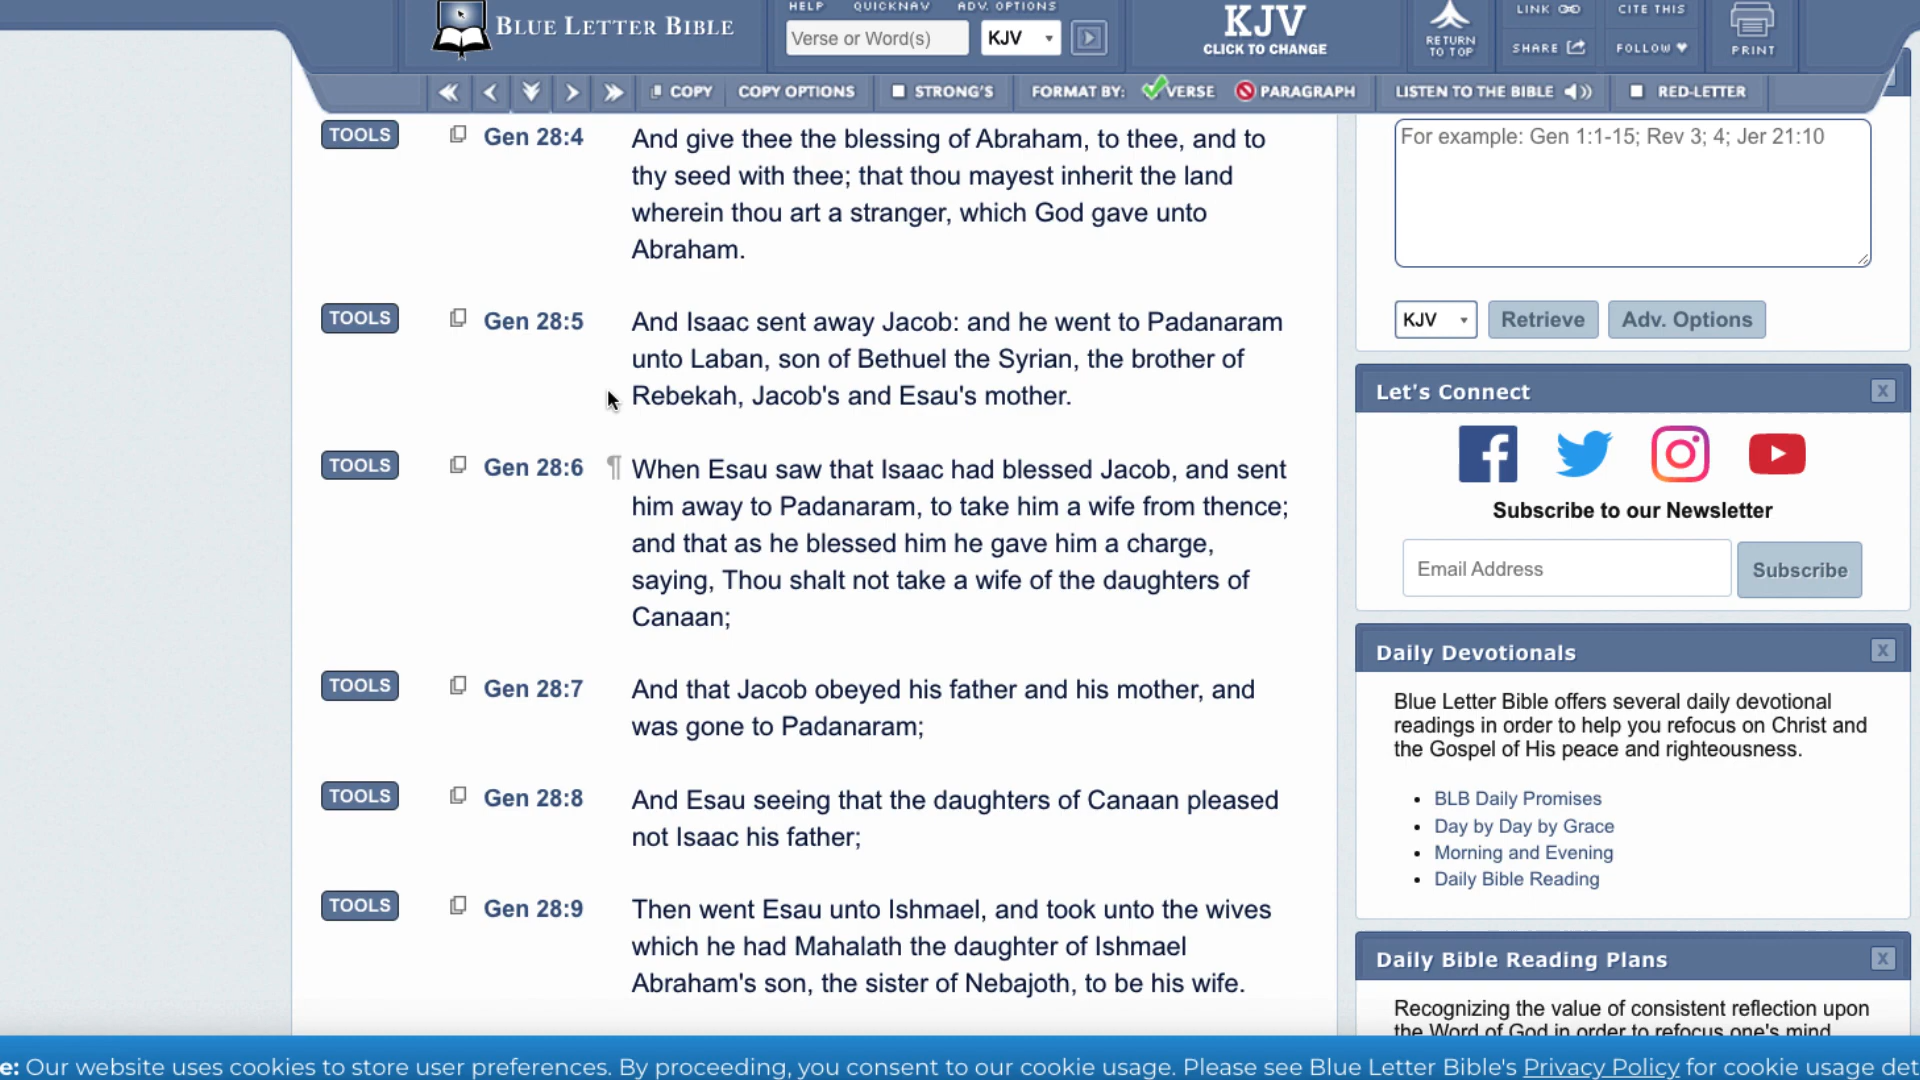 HELP QUICKNAV ADV. OPTIONS
BLUE LETTER BIBLE
Verse or Word(s)
KJV
KJV
CLICK TO CHANGE
RETURN
TO TOP
LINK
CITE THIS
SHARE
FOLLOW
PRINT
COPY
COPY OPTIONS
STRONG'S
FORMAT BY: VERSE PARAGRAPH
LISTEN TO THE BIBLE
RED-LETTER
TOOLS
Gen 28:4
And give thee the blessing of Abraham, to thee, and to
thy seed with thee; that thou mayest inherit the land
wherein thou art a stranger, which God gave unto
Abraham.
TOOLS
Gen 28:5
And Isaac sent away Jacob: and he went to Padanaram
unto Laban, son of Bethuel the Syrian, the brother of
Rebekah, Jacob's and Esau's mother.
TOOLS
Gen 28:6
¶ When Esau saw that Isaac had blessed Jacob, and sent
him away to Padanaram, to take him a wife from thence;
and that as he blessed him he gave him a charge,
saying, Thou shalt not take a wife of the daughters of
Canaan;
TOOLS
Gen 28:7
And that Jacob obeyed his father and his mother, and
was gone to Padanaram;
TOOLS
Gen 28:8
And Esau seeing that the daughters of Canaan pleased
not Isaac his father;
TOOLS
Gen 28:9
Then went Esau unto Ishmael, and took unto the wives
which he had Mahalath the daughter of Ishmael
Abraham's son, the sister of Nebajoth, to be his wife.
For example: Gen 1:1-15; Rev 3; 4; Jer 21:10
KJV
Retrieve
Adv. Options
Let's Connect
X
Subscribe to our Newsletter
Email Address
Subscribe
Daily Devotionals
X
Blue Letter Bible offers several daily devotional
readings in order to help you refocus on Christ and
the Gospel of His peace and righteousness.
• BLB Daily Promises
• Day by Day by Grace
• Morning and Evening
• Daily Bible Reading
Daily Bible Reading Plans
X
Recognizing the value of consistent reflection upon
the Word of God in order to refocus one's mind
e: Our website uses cookies to store user preferences. By proceeding, you consent to our cookie usage. Please see Blue Letter Bible's Privacy Policy for cookie usage det